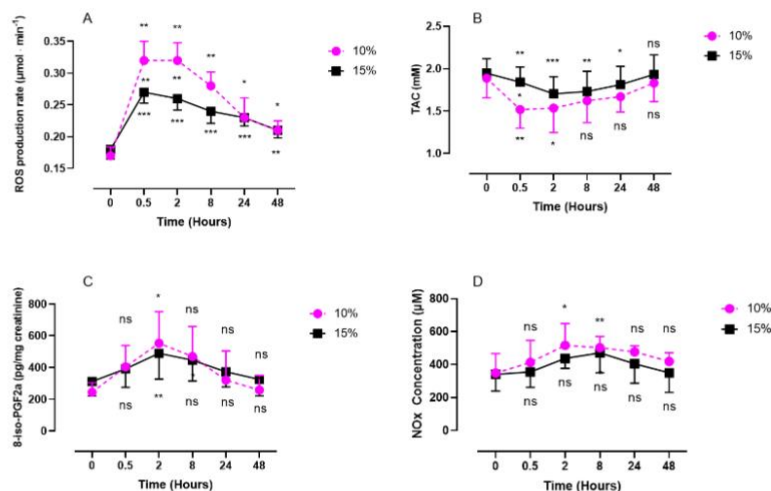 A
ROS production rate (μmol · min⁻¹)
0.35
0.30
0.25
0.20
0.15
** ** ** * *
** **
*** *** *** *** **
0 0.5 2 8 24 48
Time (Hours)
10%
15%
B
TAC (mM)
2.5
2.0
1.5
1.0
** *** ** * ns
*
** * ns ns ns
0 0.5 2 8 24 48
Time (Hours)
10%
15%
C
8-iso-PGF2a (pg/mg creatinine)
800
600
400
200
0
ns * ns ns ns
ns ** ns ns ns
0 0.5 2 8 24 48
Time (Hours)
10%
15%
D
NOx Concentration (μM)
800
600
400
200
0
ns * ** ns ns
ns ns ns ns ns
0 0.5 2 8 24 48
Time (Hours)
10%
15%